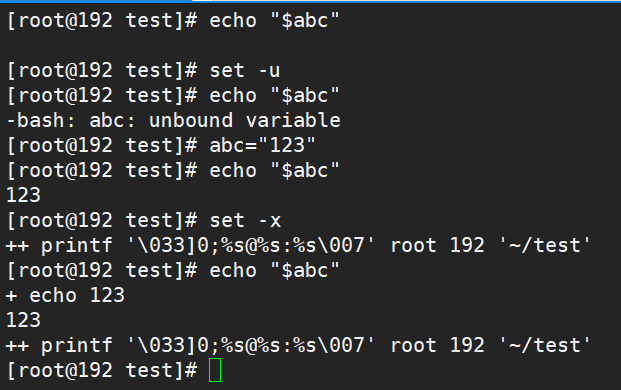 [root@192 test]# echo "$abc"

[root@192 test]# set -u
[root@192 test]# echo "$abc"
-bash: abc: unbound variable
[root@192 test]# abc="123"
[root@192 test]# echo "$abc"
123
[root@192 test]# set -x
++ printf '\033]0;%s@%s:%s\007' root 192 '~/test'
[root@192 test]# echo "$abc"
+ echo 123
123
++ printf '\033]0;%s@%s:%s\007' root 192 '~/test'
[root@192 test]#